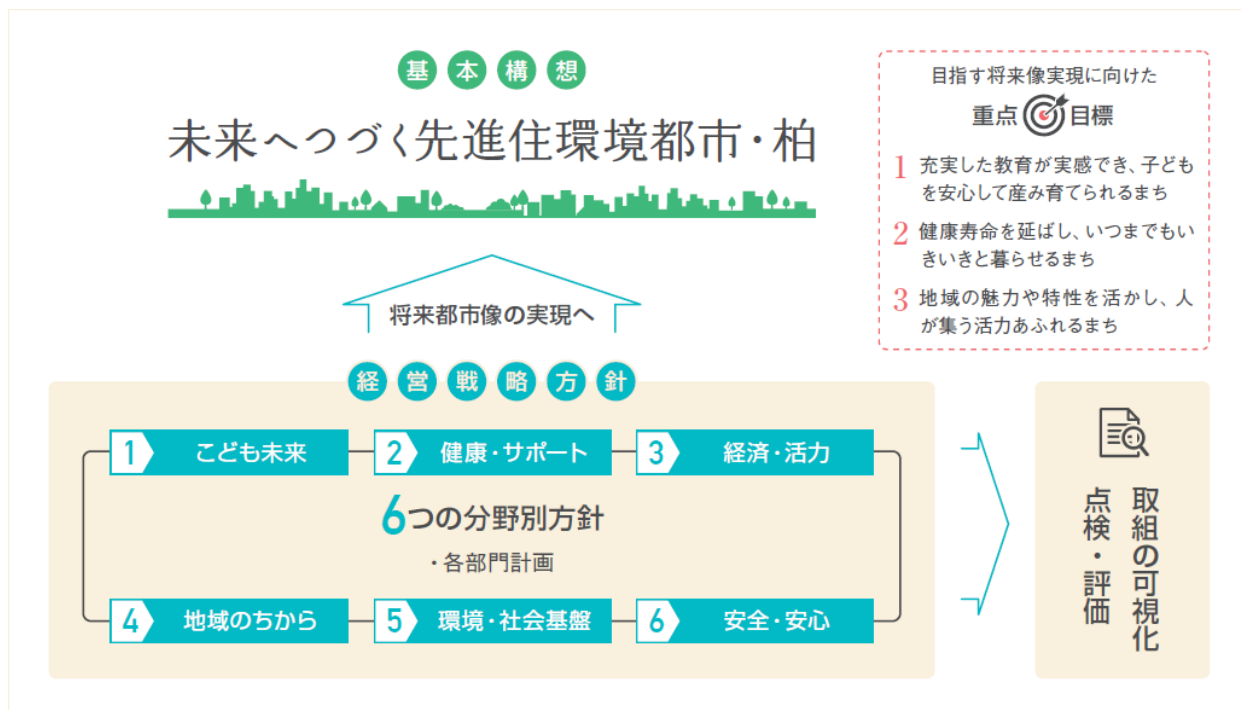 基本構想
未来へつづく先進住環境都市・柏
目指す将来像実現に向けた
重点目標
1 充実した教育が実感でき、子ども
を安心して産み育てられるまち
2 健康寿命を延ばし、いつまでもい
きいきと暮らせるまち
3 地域の魅力や特性を活かし、人
が集う活力あふれるまち
将来都市像の実現へ
経営戦略方針
1 こども未来
2 健康・サポート
3 経済・活力
6つの分野別方針
・各部門計画
4 地域のちから
5 環境・社会基盤
6 安全・安心
取組の可視化
点検・評価